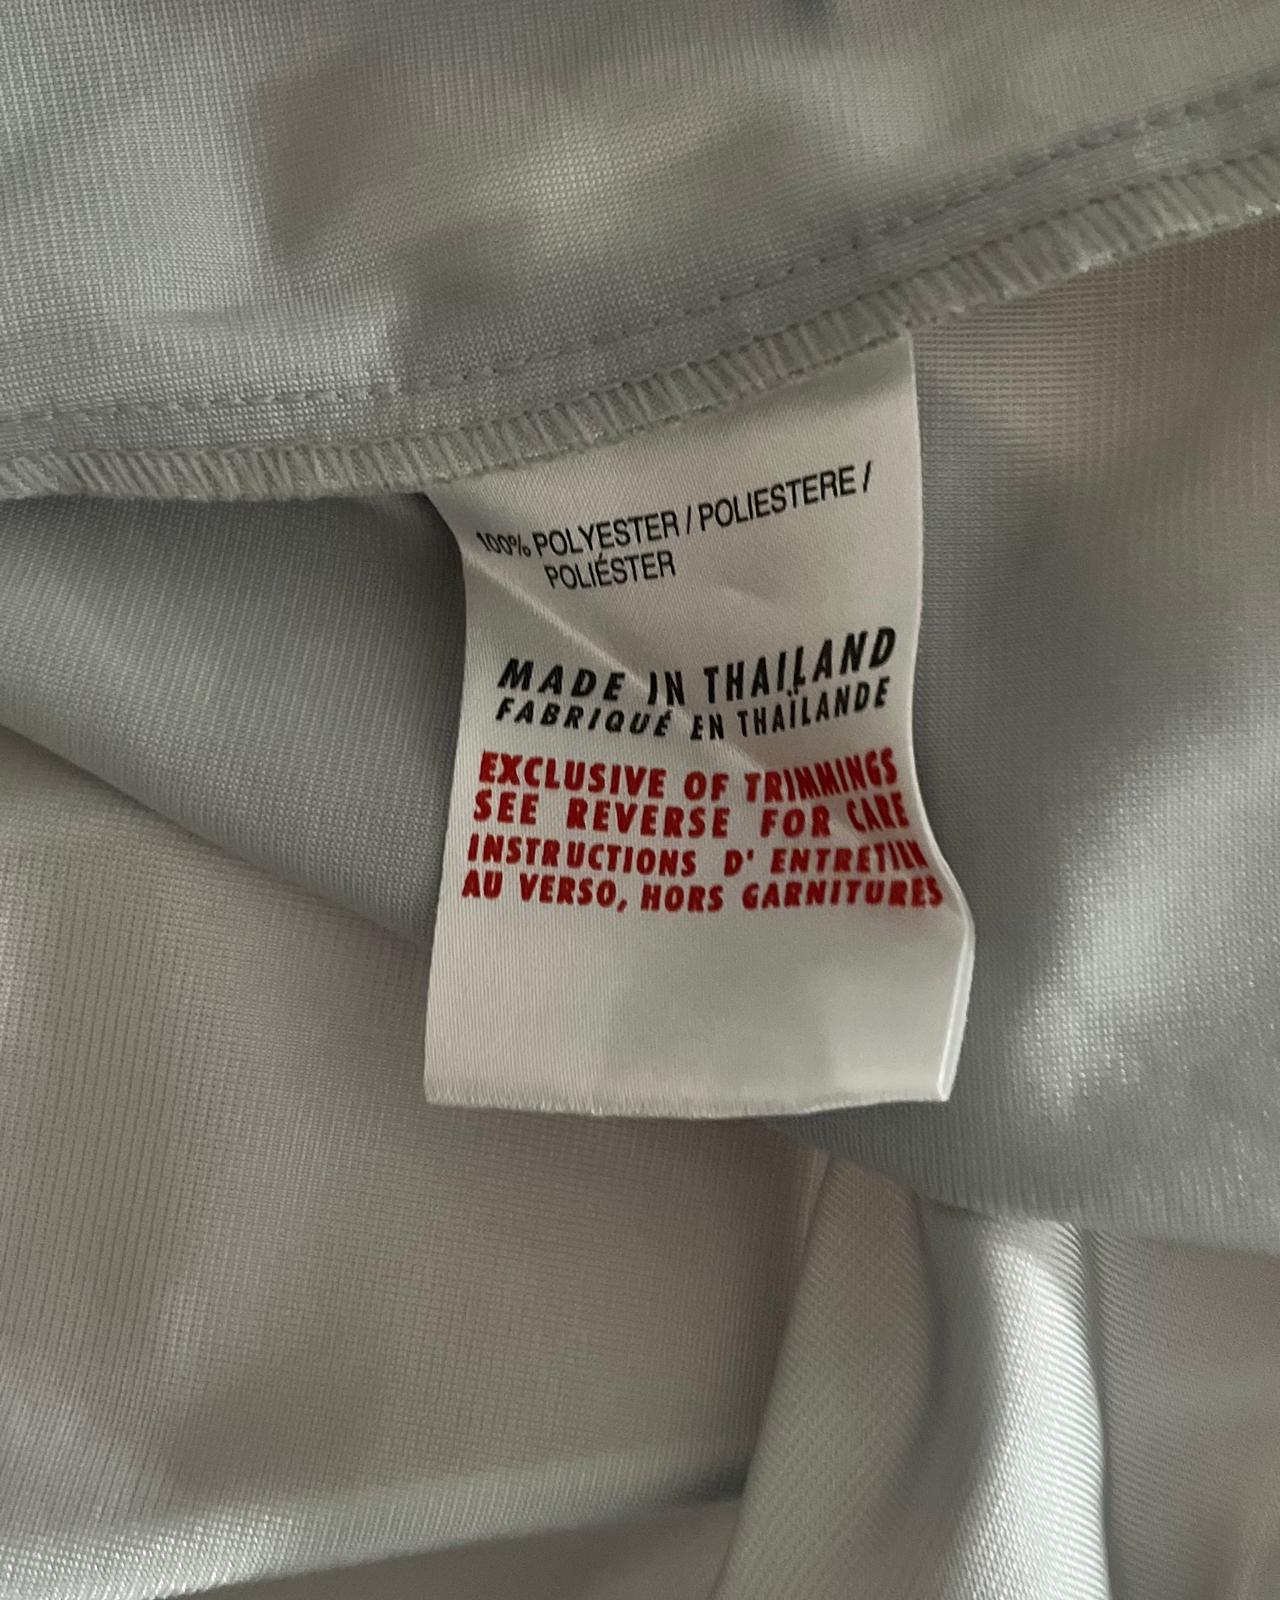 100% POLYESTER / POLIESTERE /
POLIÉSTER
MADE IN THAILAND
FABRIQUÉ EN THAÏLANDE
EXCLUSIVE OF TRIMMINGS
SEE REVERSE FOR CARE
INSTRUCTIONS D' ENTRETIEN
AU VERSO, HORS GARNITURES